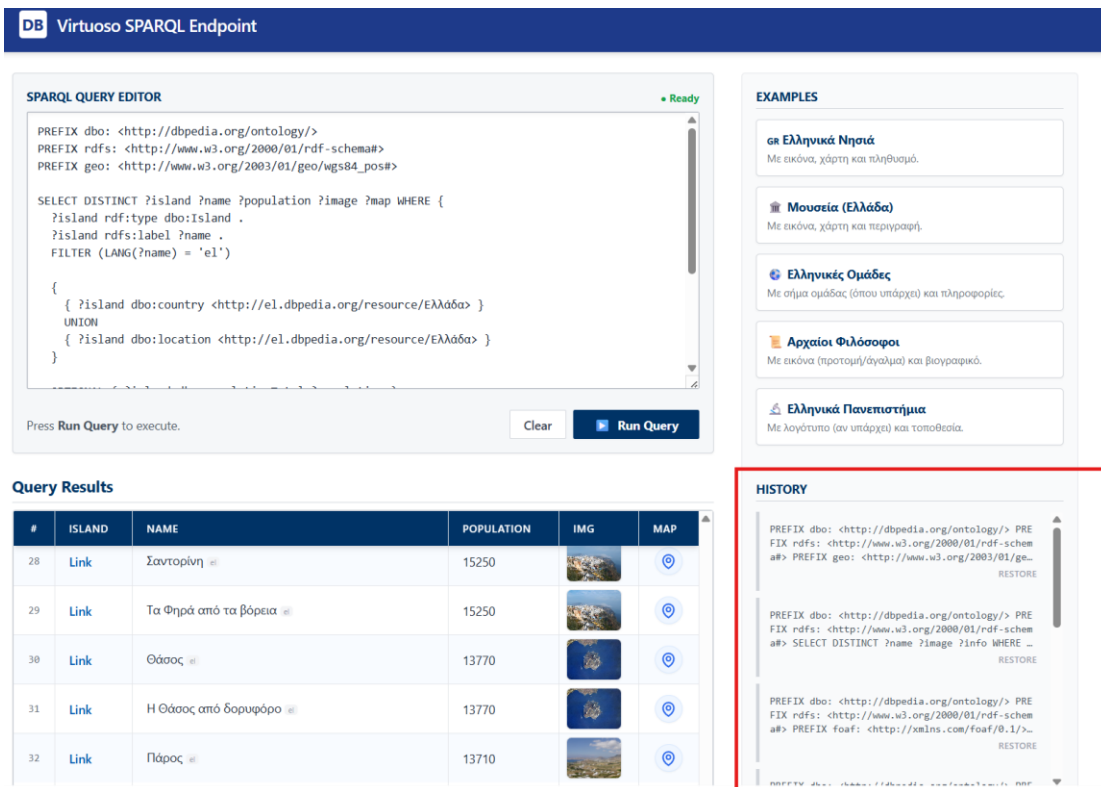 DB Virtuoso SPARQL Endpoint
SPARQL QUERY EDITOR
• Ready
PREFIX dbo: <http://dbpedia.org/ontology/>
PREFIX rdfs: <http://www.w3.org/2000/01/rdf-schema#>
PREFIX geo: <http://www.w3.org/2003/01/geo/wgs84_pos#>
SELECT DISTINCT ?island ?name ?population ?image ?map WHERE {
?island rdf:type dbo:Island .
?island rdfs:label ?name .
FILTER (LANG(?name) = 'el')
{
{ ?island dbo:country <http://el.dbpedia.org/resource/Ελλάδα> }
UNION
{ ?island dbo:location <http://el.dbpedia.org/resource/Ελλάδα> }
}
Press Run Query to execute.
Clear
Run Query
EXAMPLES
GR Ελληνικά Νησιά
Με εικόνα, χάρτη και πληθυσμό.
Μουσεία (Ελλάδα)
Με εικόνα, χάρτη και περιγραφή.
Ελληνικές Ομάδες
Με σήμα ομάδας (όπου υπάρχει) και πληροφορίες.
Αρχαίοι Φιλόσοφοι
Με εικόνα (προτομή/άγαλμα) και βιογραφικό.
Ελληνικά Πανεπιστήμια
Με λογότυπο (αν υπάρχει) και τοποθεσία.
Query Results
# ISLAND NAME POPULATION IMG MAP
28 Link Σαντορίνη el 15250
29 Link Τα Φηρά από τα βόρεια el 15250
30 Link Θάσος el 13770
31 Link Η Θάσος από δορυφόρο el 13770
32 Link Πάρος el 13710
HISTORY
PREFIX dbo: <http://dbpedia.org/ontology/> PRE
FIX rdfs: <http://www.w3.org/2000/01/rdf-schem
a#> PREFIX geo: <http://www.w3.org/2003/01/ge…
RESTORE
PREFIX dbo: <http://dbpedia.org/ontology/> PRE
FIX rdfs: <http://www.w3.org/2000/01/rdf-schem
a#> SELECT DISTINCT ?name ?image ?info WHERE …
RESTORE
PREFIX dbo: <http://dbpedia.org/ontology/> PRE
FIX rdfs: <http://www.w3.org/2000/01/rdf-schem
a#> PREFIX foaf: <http://xmlns.com/foaf/0.1/>…
RESTORE